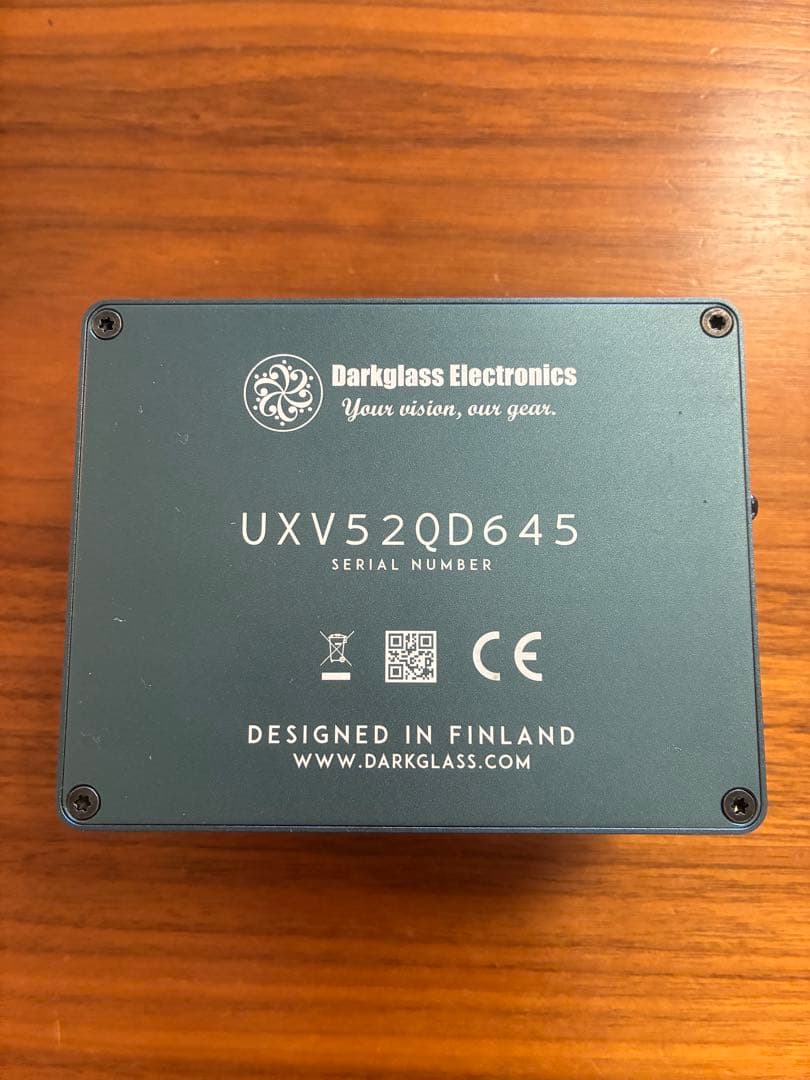 Darkglass Electronics
Your vision, our gear.
UXV52QD645
SERIAL NUMBER
CE
DESIGNED IN FINLAND
WWW.DARKGLASS.COM